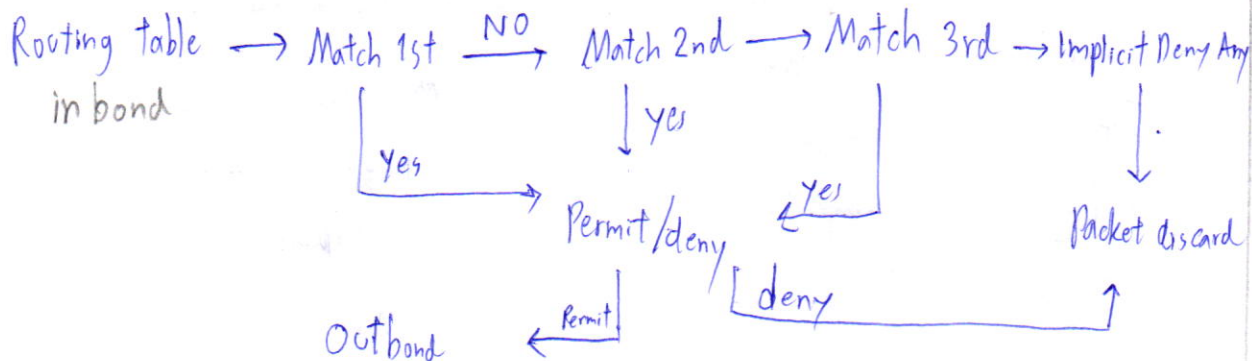 Routing table → Match 1st NO → Match 2nd → Match 3rd → Implicit Deny Any
in bond
yes
Yes
yes
Permit/deny
Packet discard
deny
Permit
Outbond